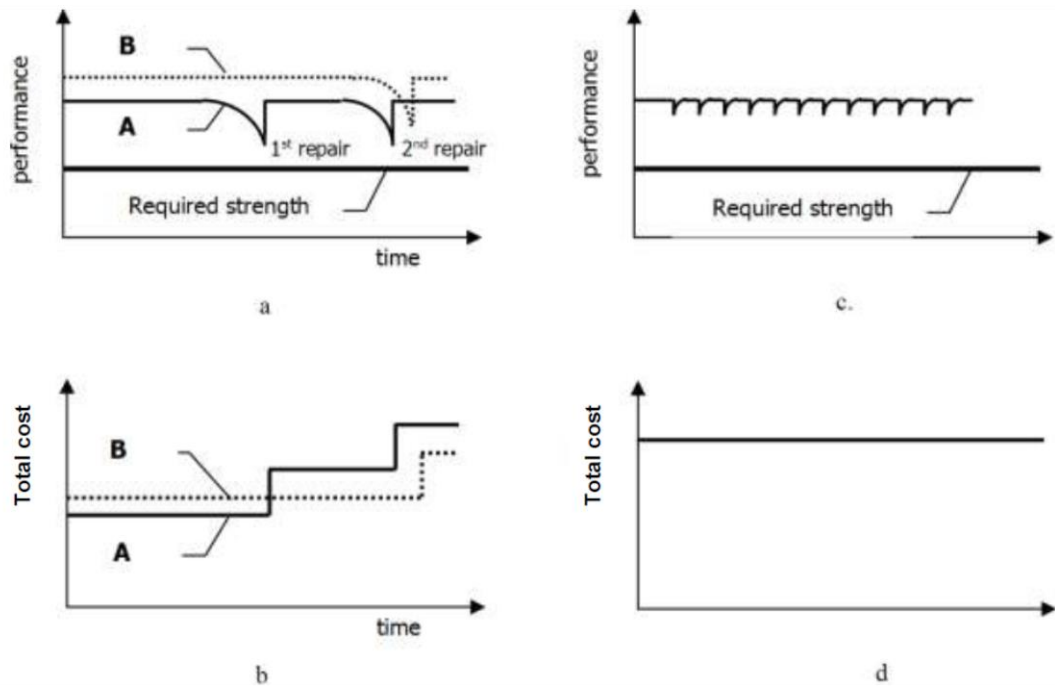 B
A
performance
1st repair
2nd repair
Required strength
time
a
performance
Required strength
c.
Total cost
B
A
time
b
Total cost
d